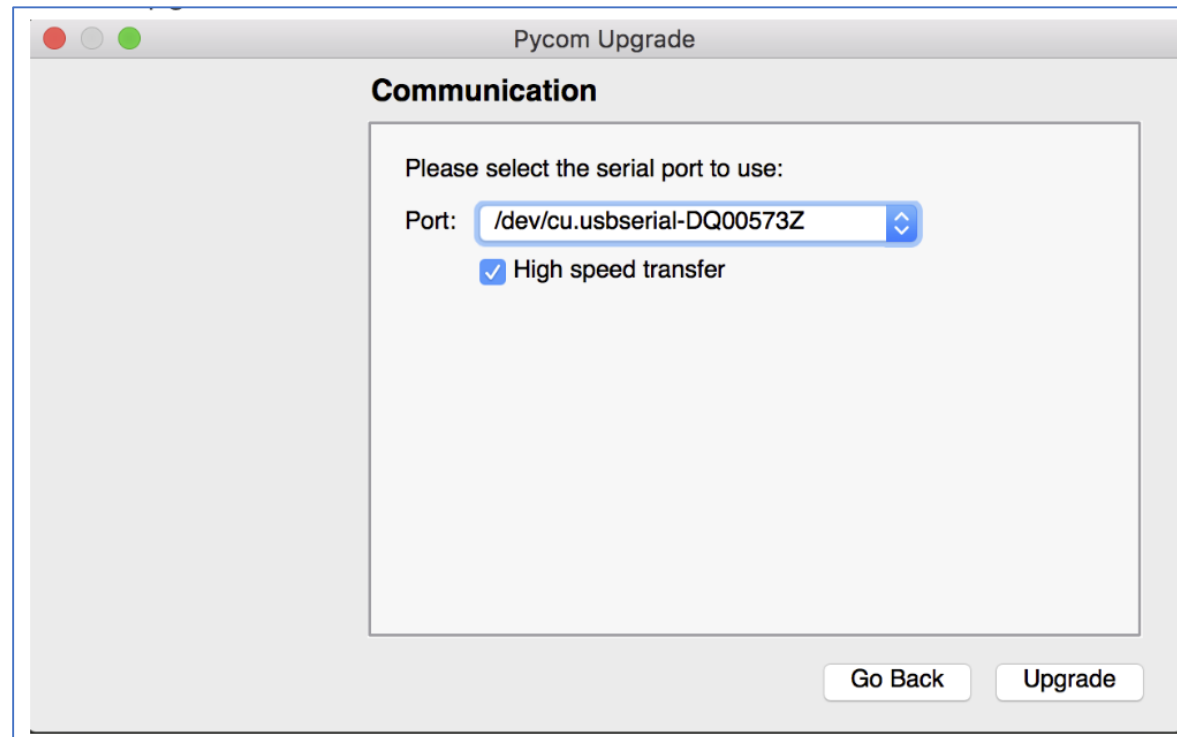 Pycom Upgrade
Communication
Please select the serial port to use:
Port: /dev/cu.usbserial-DQ00573Z
High speed transfer
Go Back Upgrade